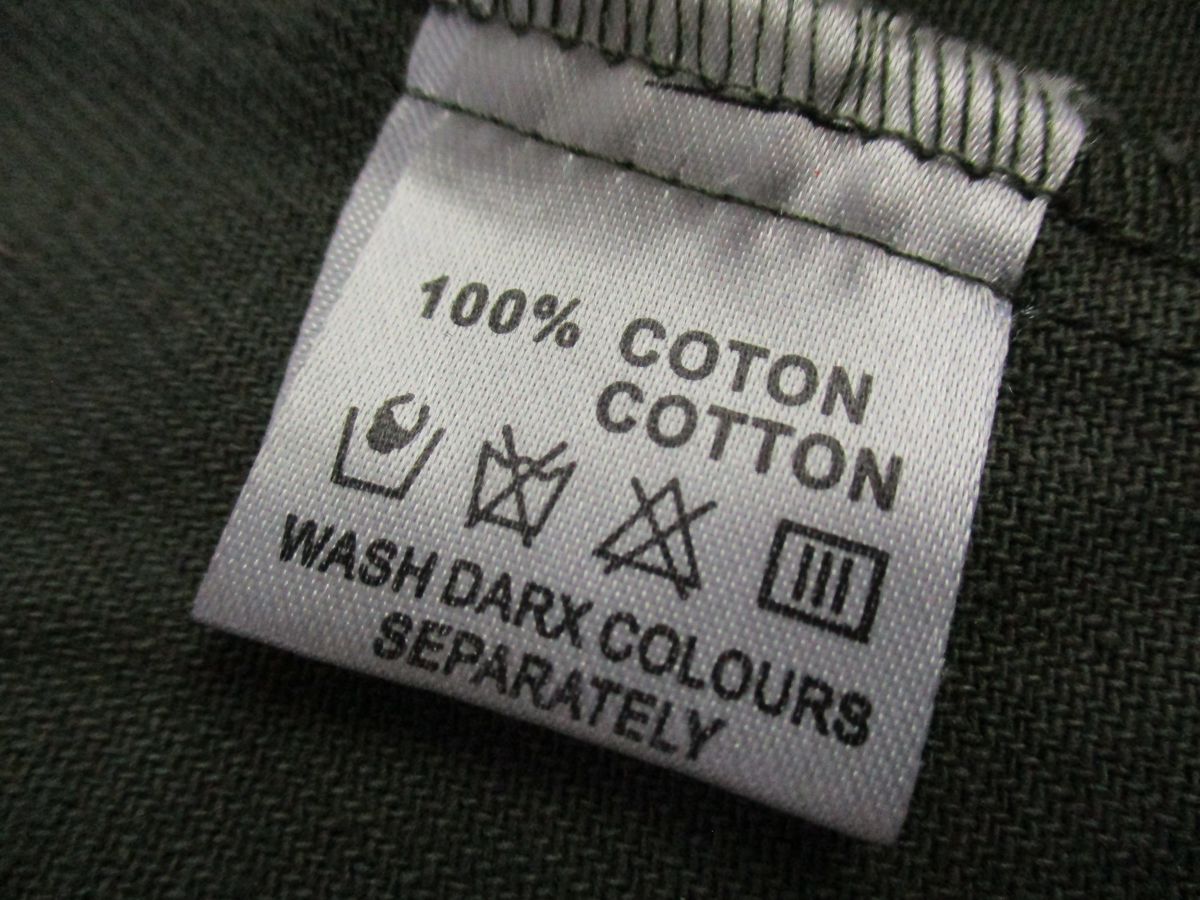 100% COTON
COTTON
WASH DARX COLOURS
SEPARATELY